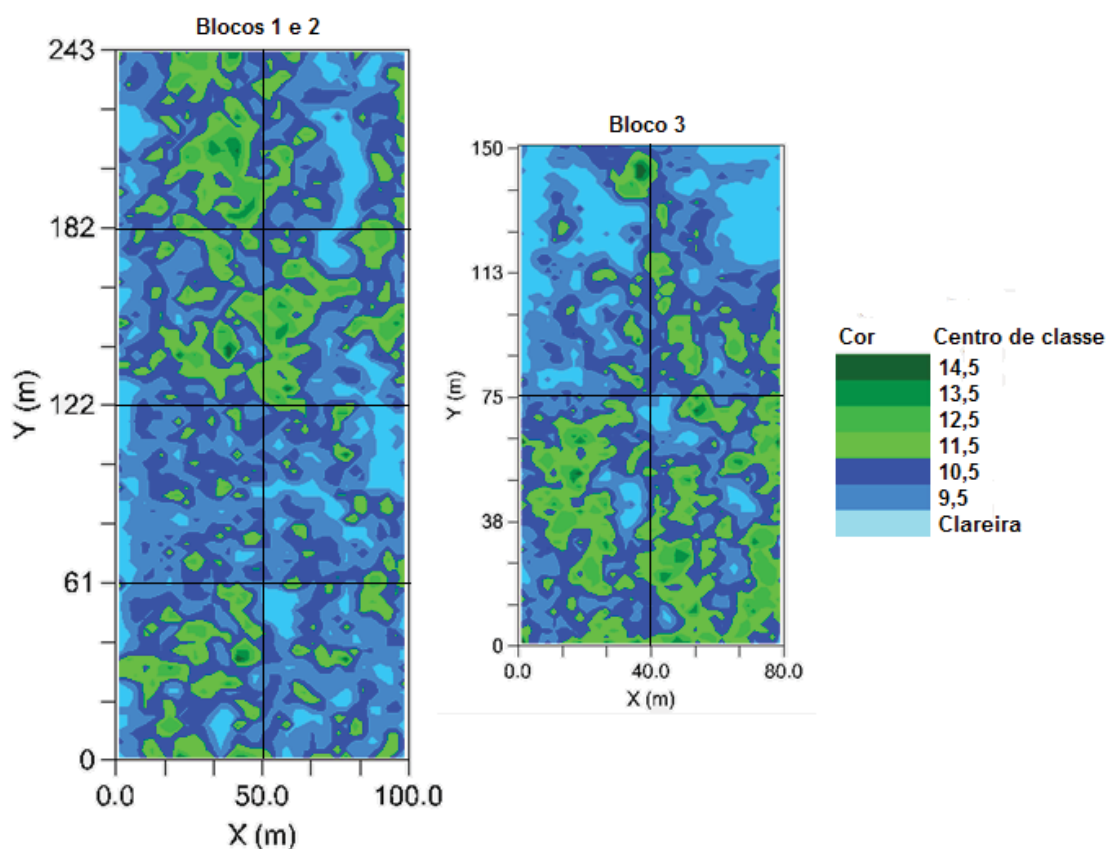 Blocos 1 e 2
243
182
122
61
0
Y (m)
0.0 50.0 100.0
X (m)
Bloco 3
150
113
75
38
0
Y (m)
0.0 40.0 80.0
X (m)
Cor Centro de classe
14,5
13,5
12,5
11,5
10,5
9,5
Clareira